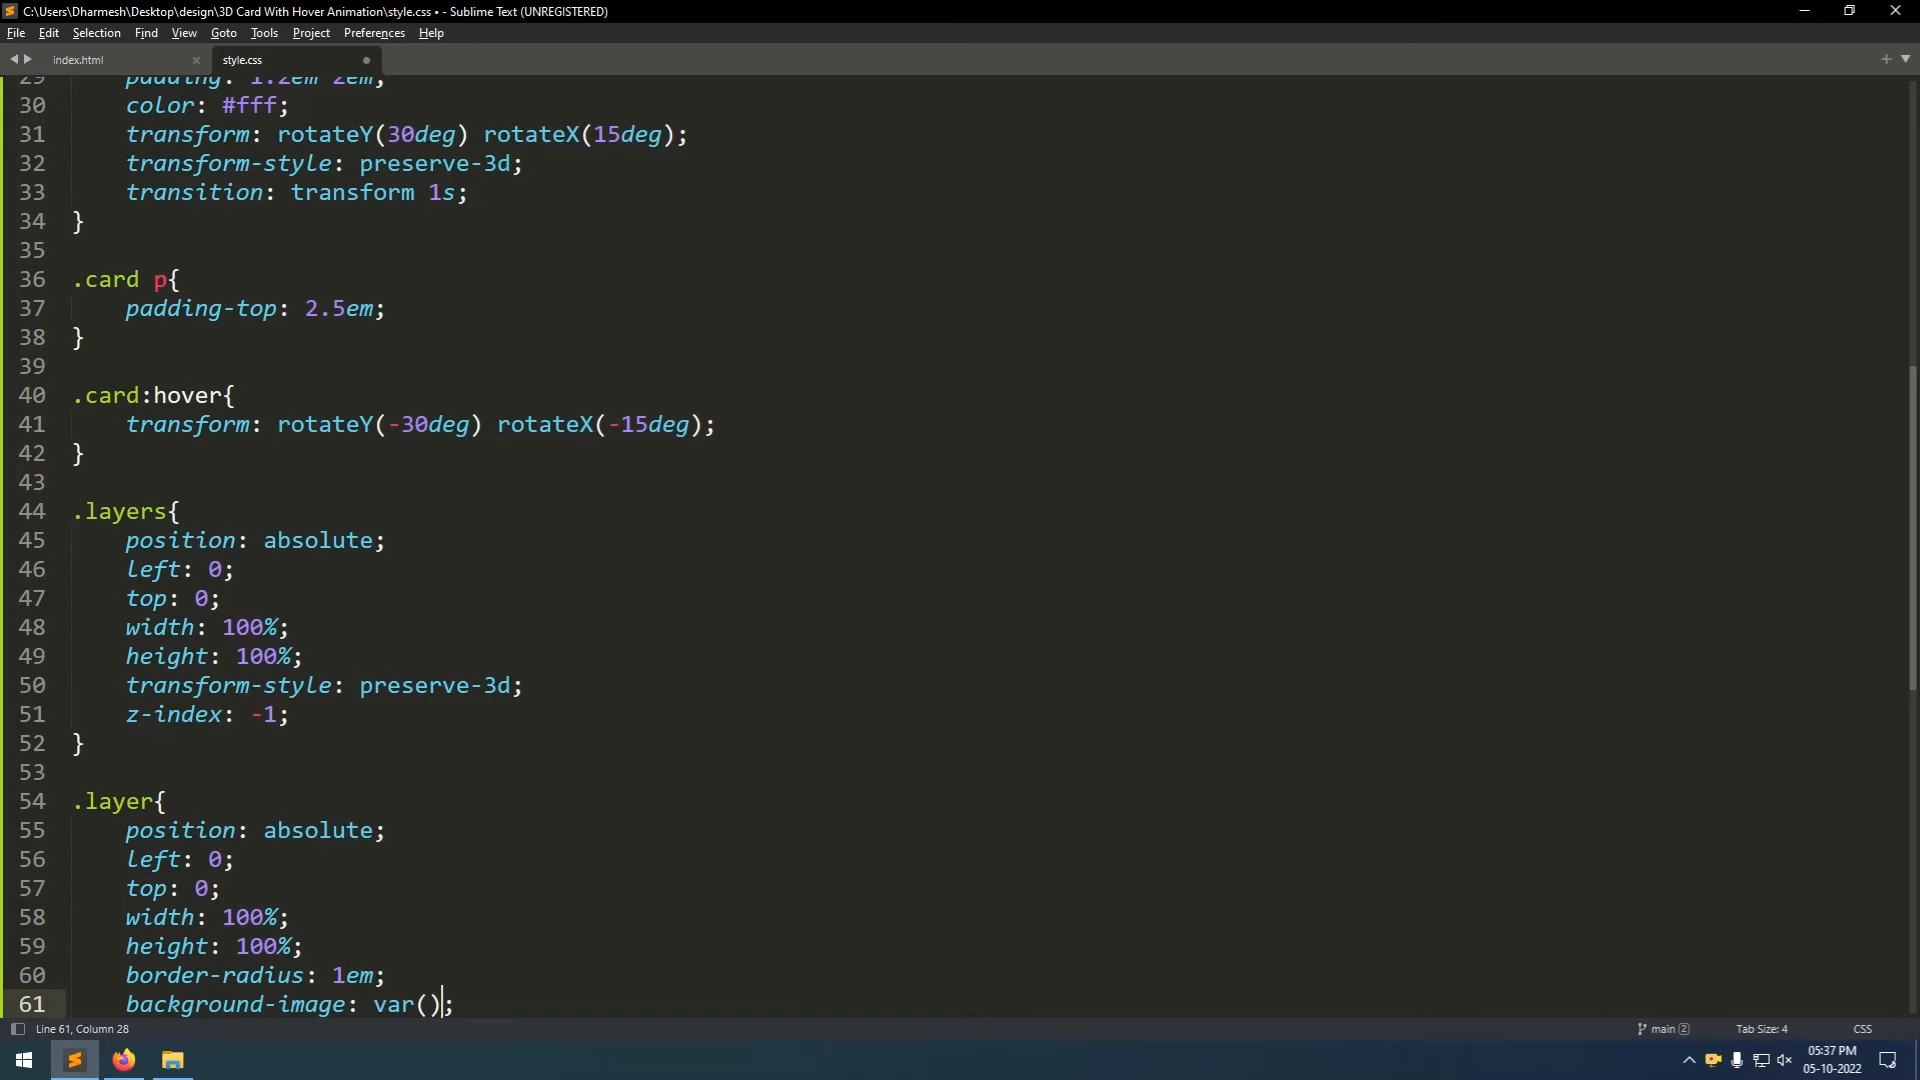 C:\Users\Dharmesh\Desktop\design\3D Card With Hover Animation\style.css • - Sublime Text (UNREGISTERED)
File Edit Selection Find View Goto Tools Project Preferences Help
index.html style.css
29 padding: 1.2em 2em;
30 color: #fff;
31 transform: rotateY(30deg) rotateX(15deg);
32 transform-style: preserve-3d;
33 transition: transform 1s;
34 }
35
36 .card p{
37 padding-top: 2.5em;
38 }
39
40 .card:hover{
41 transform: rotateY(-30deg) rotateX(-15deg);
42 }
43
44 .layers{
45 position: absolute;
46 left: 0;
47 top: 0;
48 width: 100%;
49 height: 100%;
50 transform-style: preserve-3d;
51 z-index: -1;
52 }
53
54 .layer{
55 position: absolute;
56 left: 0;
57 top: 0;
58 width: 100%;
59 height: 100%;
60 border-radius: 1em;
61 background-image: var();
Line 61, Column 28 main 2 Tab Size: 4 CSS
05:37 PM
05-10-2022